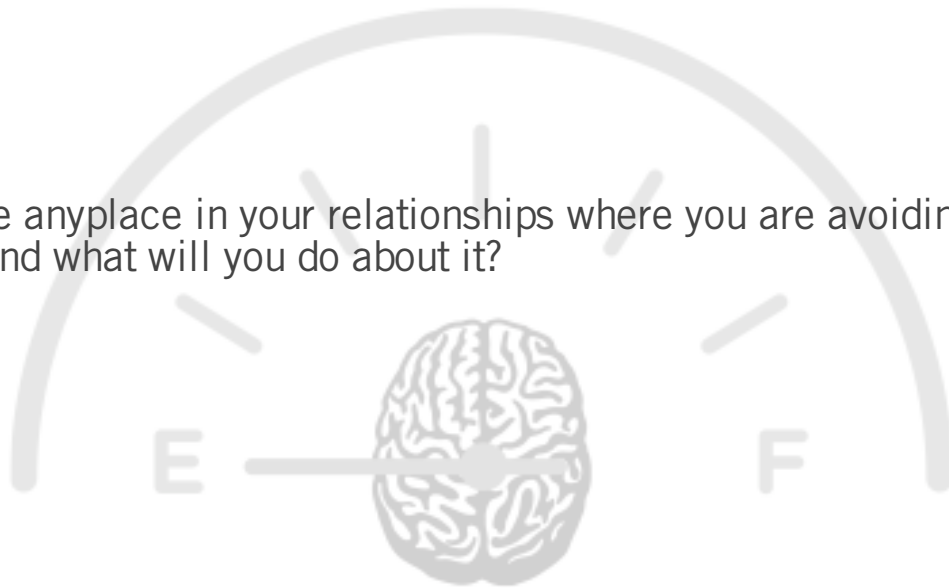 e anyplace in your relationships where you are avoidin
nd what will you do about it?
E F